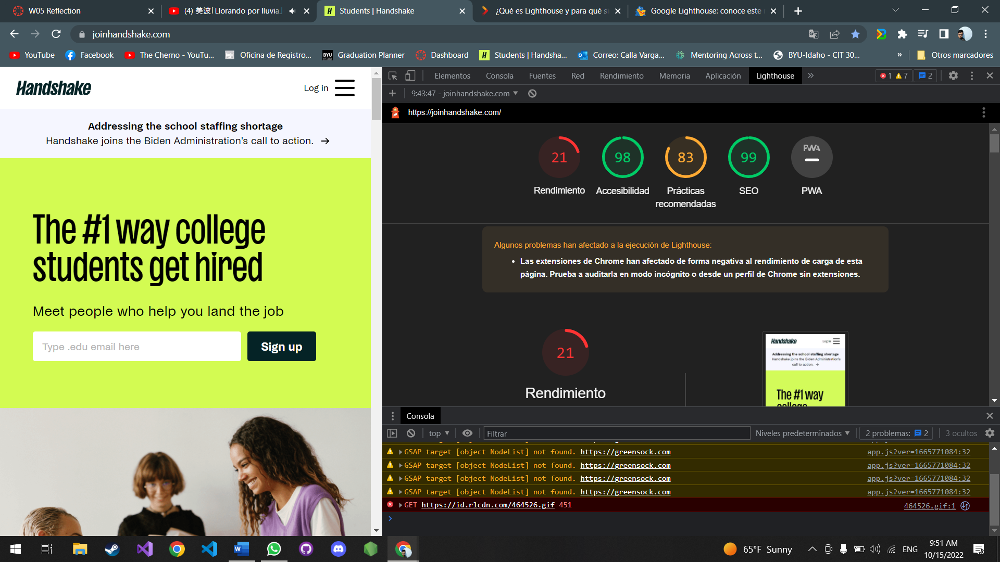 W05 Reflection
(4) 美波「Llorando por lluvia」
Students | Handshake
¿Qué es Lighthouse y para qué si
Google Lighthouse: conoce este
joinhandshake.com
YouTube
Facebook
The Cherno - YouTu...
Oficina de Registro...
Graduation Planner
Dashboard
Students | Handsha...
Correo: Calla Varga...
Mentoring Across t...
BYU-Idaho - CIT 30...
»
Otros marcadores
Handshake
Log in
Addressing the school staffing shortage
Handshake joins the Biden Administration's call to action. →
The #1 way college
students get hired
Meet people who help you land the job
Type .edu email here
Sign up
Elementos
Consola
Fuentes
Red
Rendimiento
Memoria
Aplicación
Lighthouse
»
1
7
2
9:43:47 - joinhandshake.com
https://joinhandshake.com/
21
98
83
99
PWA
Rendimiento
Accesibilidad
Prácticas
recomendadas
SEO
PWA
Algunos problemas han afectado a la ejecución de Lighthouse:
• Las extensiones de Chrome han afectado de forma negativa al rendimiento de carga de esta
página. Prueba a auditarla en modo incógnito o desde un perfil de Chrome sin extensiones.
21
Rendimiento
Handshake
Log in
Addressing the school staffing shortage
Handshake joins the Biden Administration's
call to action. →
The #1 way
college
Consola
top
Filtrar
Niveles predeterminados
2 problemas:
2
3 ocultos
GSAP target [object NodeList] not found. https://greensock.com
app.js?ver=1665771084:32
GSAP target [object NodeList] not found. https://greensock.com
app.js?ver=1665771084:32
GSAP target [object NodeList] not found. https://greensock.com
app.js?ver=1665771084:32
GSAP target [object NodeList] not found. https://greensock.com
app.js?ver=1665771084:32
GET https://id.rlcdn.com/464526.gif 451
464526.gif:1
65°F Sunny
ENG
9:51 AM
10/15/2022